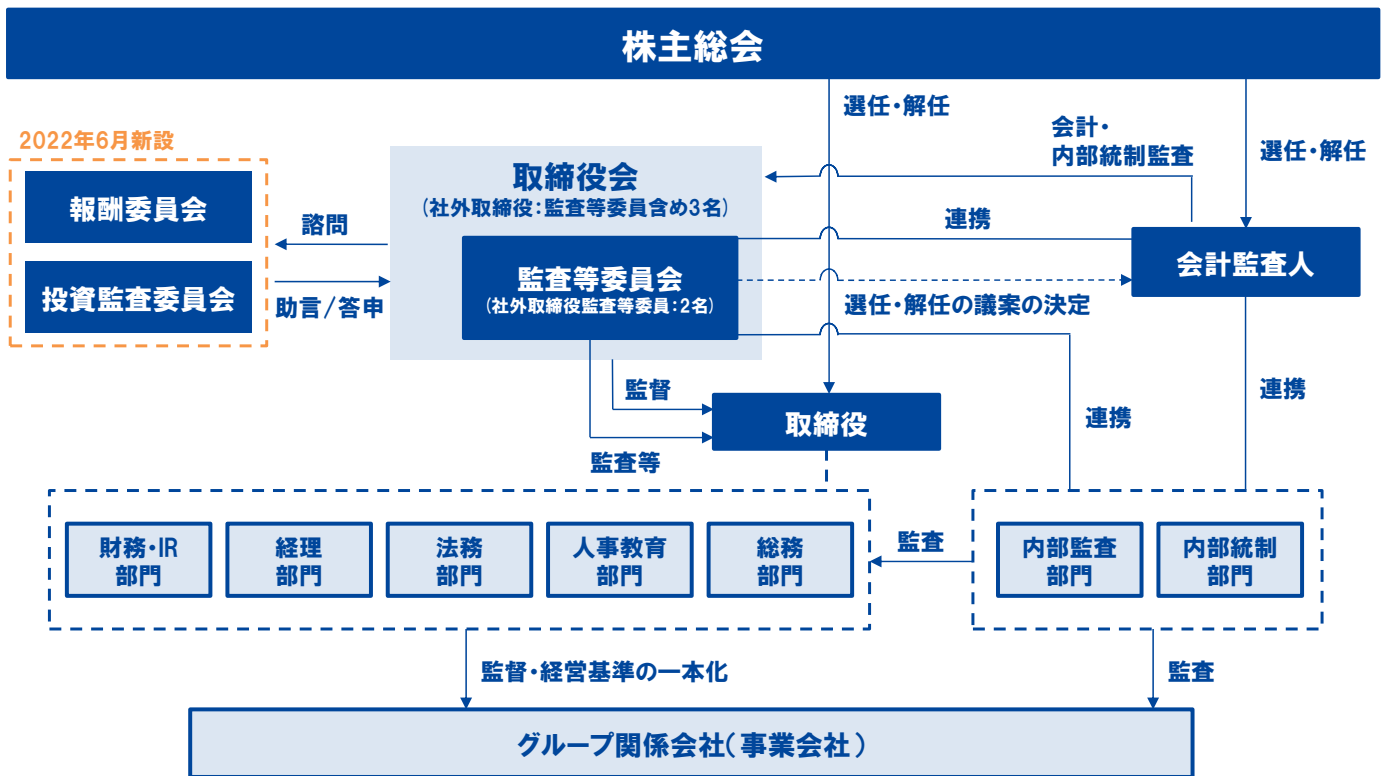 株主総会
選任・解任
会計・
内部統制監査
選任・解任
2022年6月新設
報酬委員会
投資監査委員会
諮問
助言/答申
取締役会
(社外取締役:監査等委員含め3名)
監査等委員会
(社外取締役監査等委員:2名)
連携
選任・解任の議案の決定
会計監査人
監督
監査等
取締役
連携
連携
財務・IR
部門
経理
部門
法務
部門
人事教育
部門
総務
部門
監査
内部監査
部門
内部統制
部門
監督・経営基準の一本化
監査
グループ関係会社(事業会社)